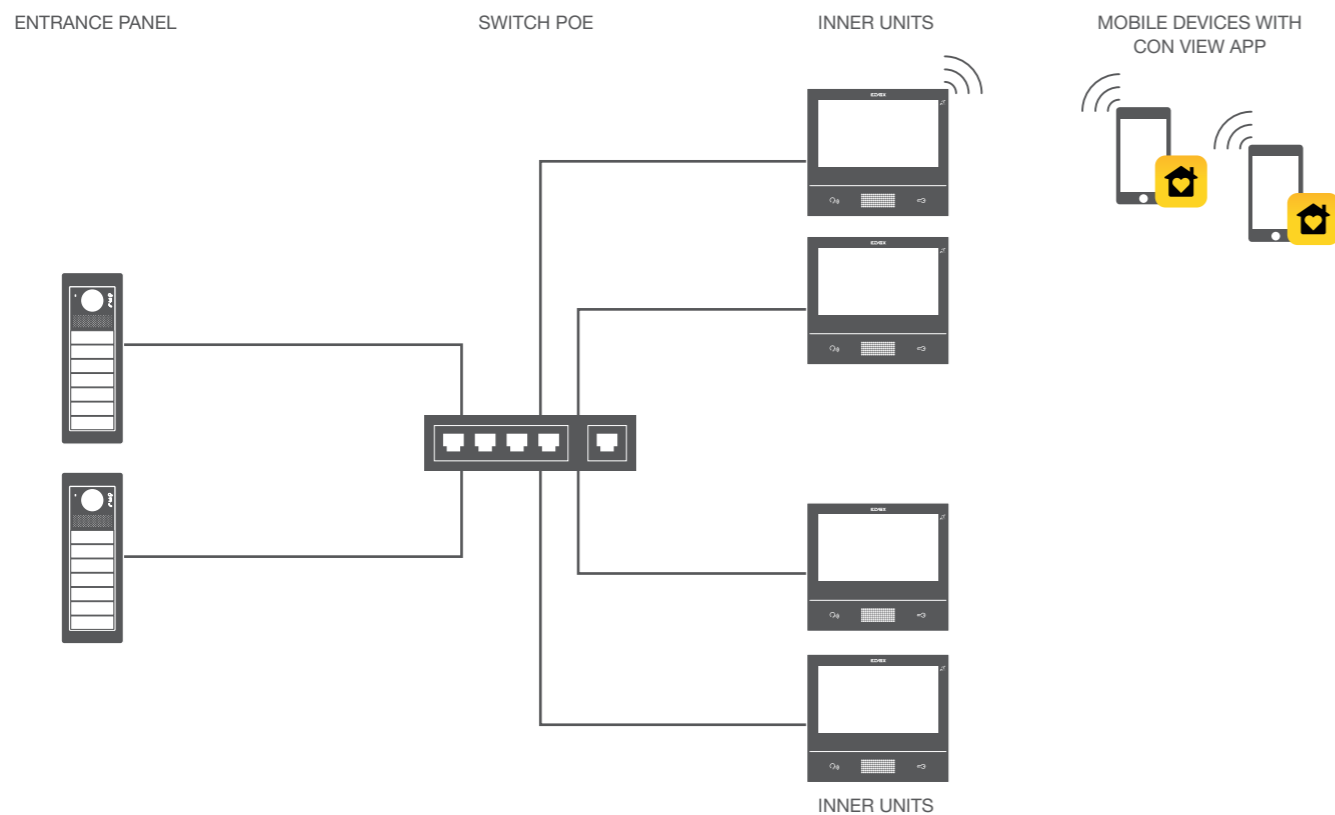 ENTRANCE PANEL
SWITCH POE
INNER UNITS
MOBILE DEVICES WITH
CON VIEW APP
INNER UNITS